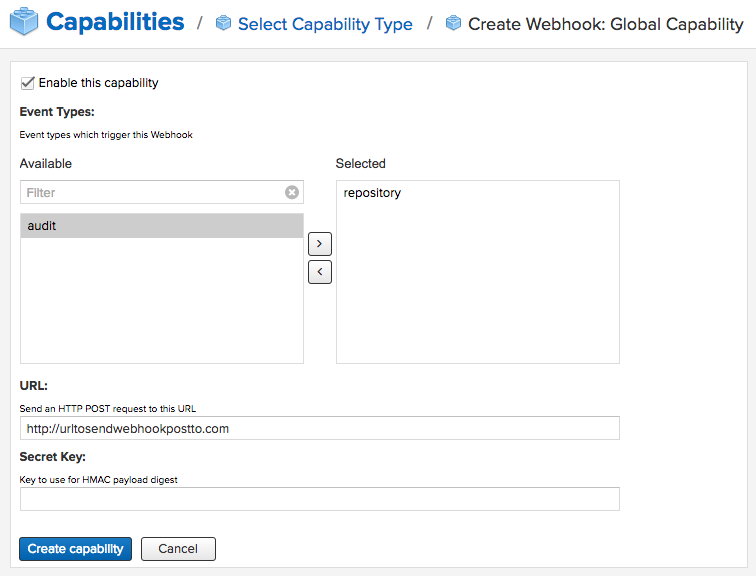 Capabilities / Select Capability Type / Create Webhook: Global Capability
Enable this capability
Event Types:
Event types which trigger this Webhook
Available Selected
Filter
repository
audit
>
<
URL:
Send an HTTP POST request to this URL
http://urltosendwebhookpostto.com
Secret Key:
Key to use for HMAC payload digest
Create capability Cancel